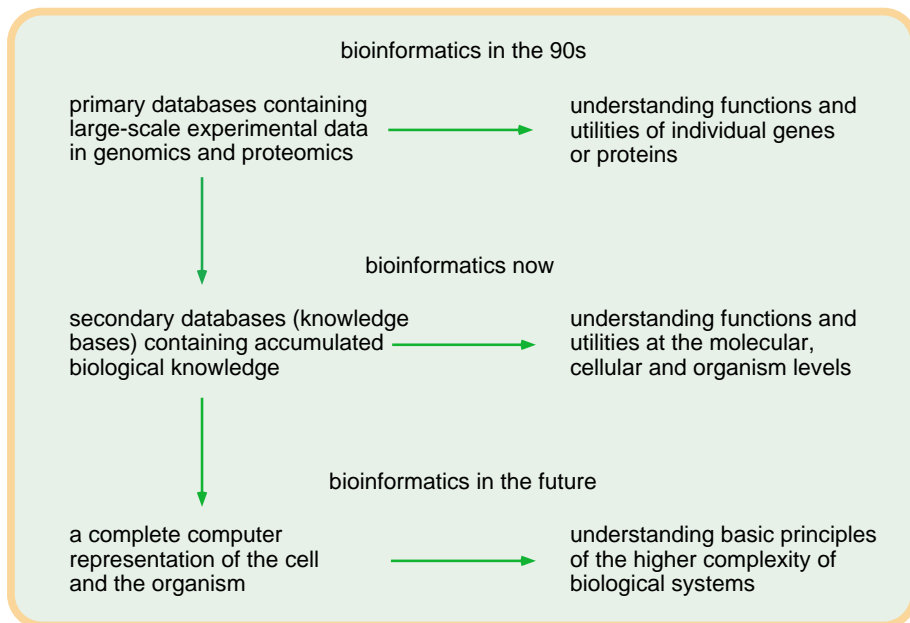 bioinformatics in the 90s
primary databases containing
large-scale experimental data
in genomics and proteomics
understanding functions and
utilities of individual genes
or proteins
bioinformatics now
secondary databases (knowledge
bases) containing accumulated
biological knowledge
understanding functions and
utilities at the molecular,
cellular and organism levels
bioinformatics in the future
a complete computer
representation of the cell
and the organism
understanding basic principles
of the higher complexity of
biological systems